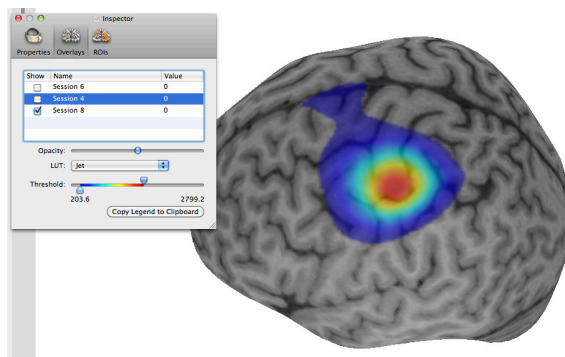 Inspector
Properties Overlays ROIs
Show Name Value
Session 6 0
Session 4 0
Session 8 0
Opacity:
LUT: Jet
Threshold:
203.6 2799.2
Copy Legend to Clipboard